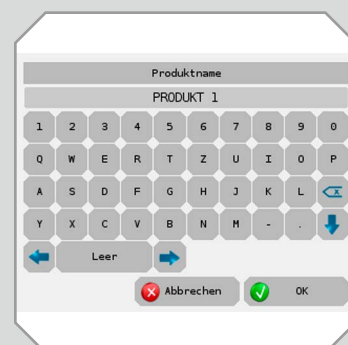 Produktname
PRODUKT 1
1 2 3 4 5 6 7 8 9 0
Q W E R T Z U I O P
A S D F G H J K L
Y X C V B N M - .
Leer
Abbrechen OK